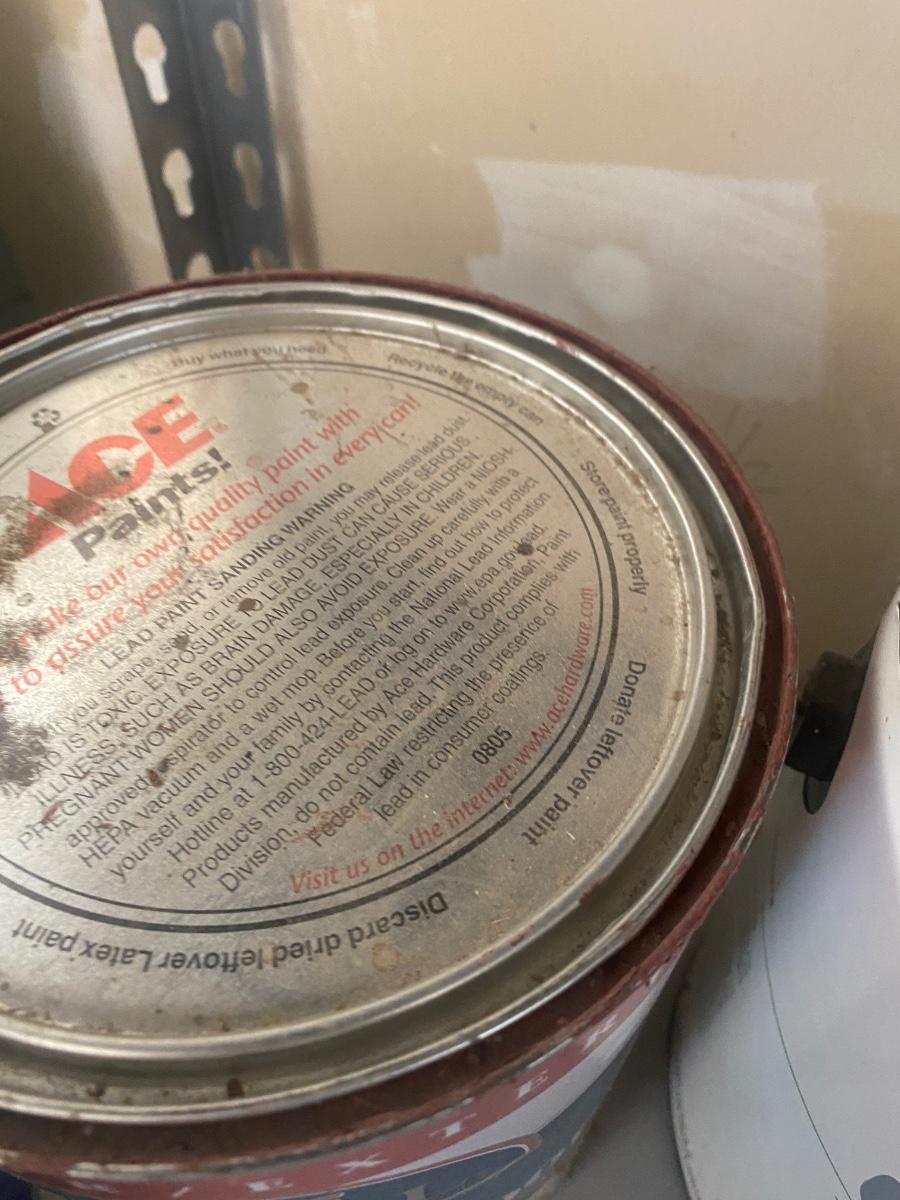 Buy what you need
Recycle the empty can
Store paint properly
Donate leftover paint
Discard dried leftover Latex paint
ACE®
Paints!
make our own quality paint with
to assure your satisfaction in every can!
LEAD PAINT SANDING WARNING
If you scrape, sand, or remove old paint, you may release lead dust.
LEAD IS TOXIC. EXPOSURE TO LEAD DUST CAN CAUSE SERIOUS
ILLNESS, SUCH AS BRAIN DAMAGE, ESPECIALLY IN CHILDREN.
PREGNANT WOMEN SHOULD ALSO AVOID EXPOSURE. Wear a NIOSH-
approved respirator to control lead exposure. Clean up carefully with a
HEPA vacuum and a wet mop. Before you start, find out how to protect
yourself and your family by contacting the National Lead Information
Hotline at 1-800-424-LEAD or log on to www.epa.gov/lead.
Products manufactured by Ace Hardware Corporation, Paint
Division, do not contain lead. This product complies with
Federal Law restricting the presence of
lead in consumer coatings.
0805
Visit us on the internet: www.acehardware.com
EXTER